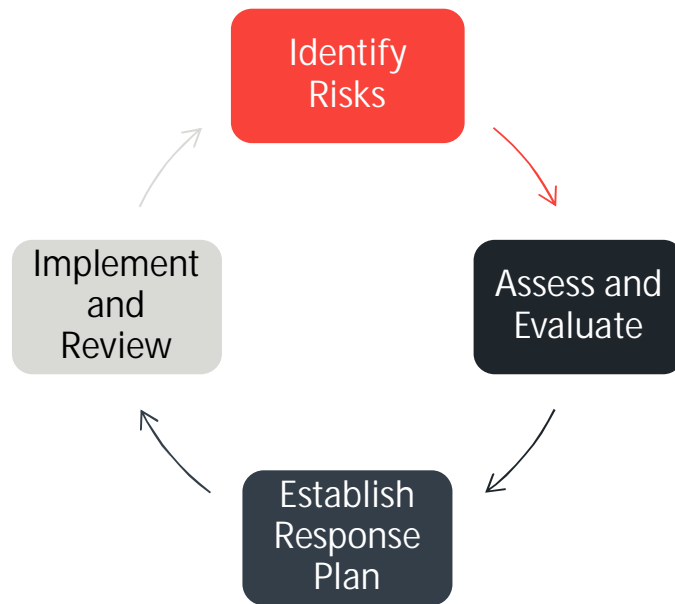 Identify
Risks
Assess and
Evaluate
Establish
Response
Plan
Implement
and
Review